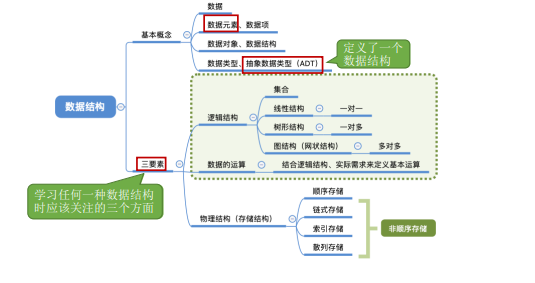 数据
数据元素、数据项
基本概念
数据对象、数据结构
数据类型、抽象数据类型（ADT）
定义了一个
数据结构
数据结构
集合
线性结构
一对一
逻辑结构
树形结构
一对多
图结构（网状结构）
多对多
三要素
数据的运算
结合逻辑结构、实际需求来定义基本运算
学习任何一种数据结构
时应该关注的三个方面
顺序存储
链式存储
物理结构（存储结构）
索引存储
非顺序存储
散列存储